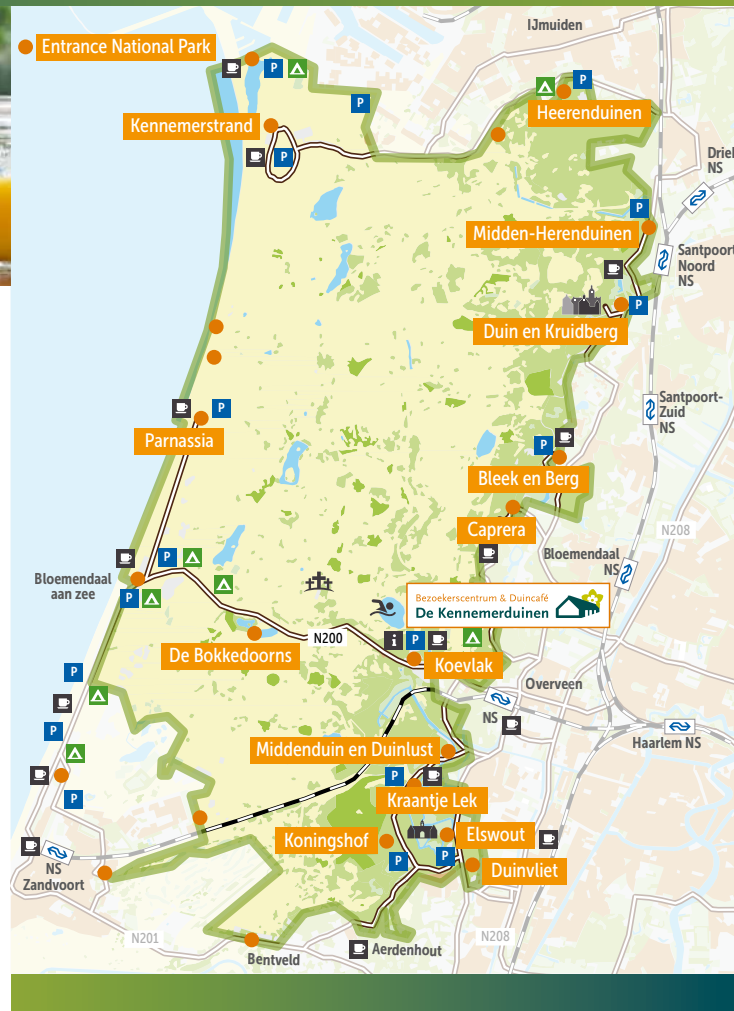 IJmuiden
Entrance National Park
P
P
P
Heerenduinen
Kennemerstrand
P
NS
P
Midden-Herenduinen
Santpoort
Noord
NS
P
Duin en Kruidberg
Santpoort-
Zuid
NS
P
Parnassia
P
Bleek en Berg
Caprera
N208
Bloemendaal
NS
P
Bloemendaal
aan zee
P
Bezoekerscentrum & Duincafé
De Kennemerduinen
N200
i
P
De Bokkedoorns
Koevlak
P
Overveen
NS
P
Haarlem NS
Middenduin en Duinlust
P
P
Kraantje Lek
Koningshof
Elswout
P
P
Duinvliet
NS
Zandvoort
N201
N208
Aerdenhout
Bentveld